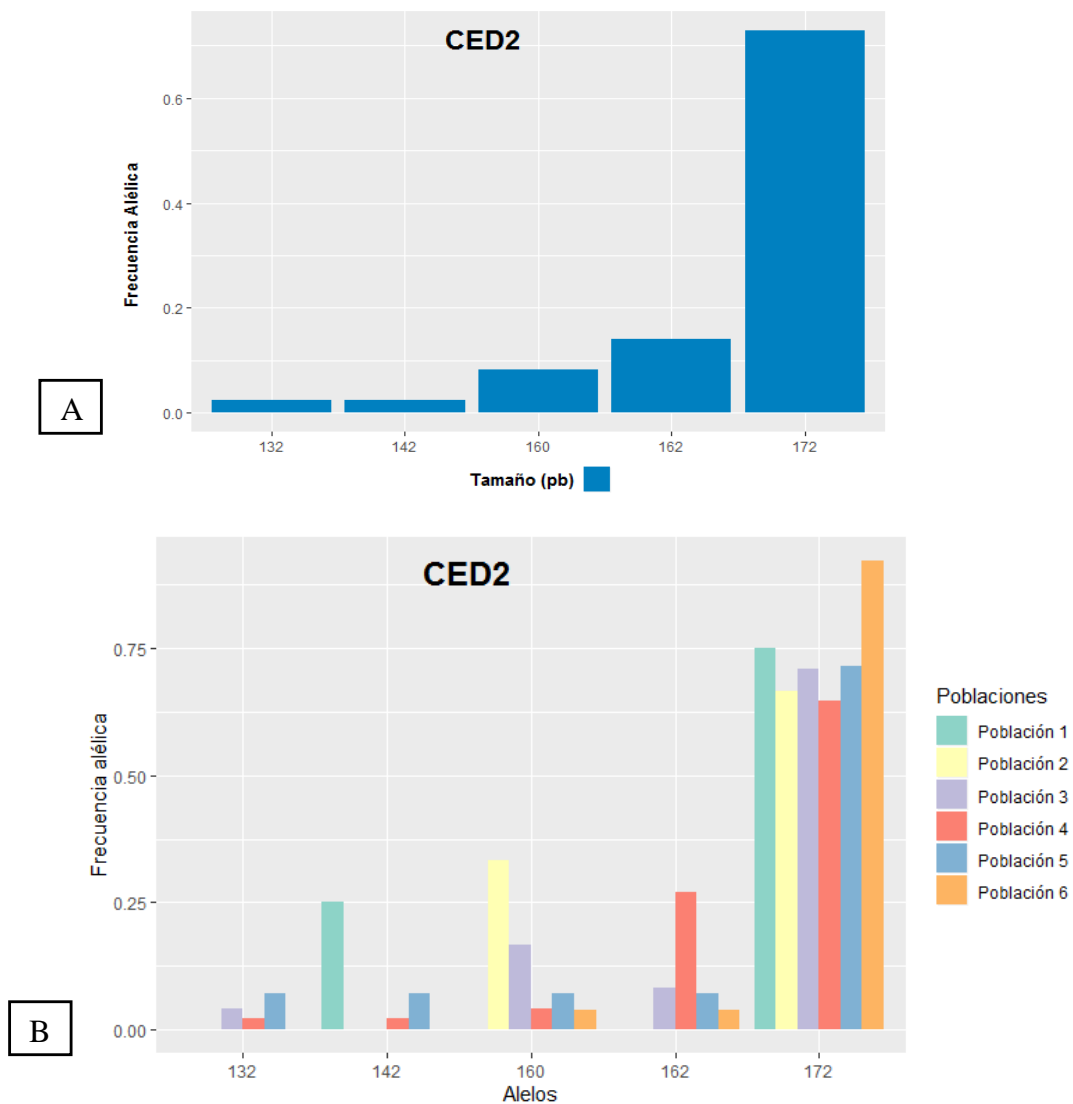 CED2
Frecuencia Alélica
0.6
0.4
0.2
0.0
A
132 142 160 162 172
Tamaño (pb)
CED2
Frecuencia alélica
0.75
0.50
0.25
0.00
B
132 142 160 162 172
Alelos
Poblaciones
Población 1
Población 2
Población 3
Población 4
Población 5
Población 6